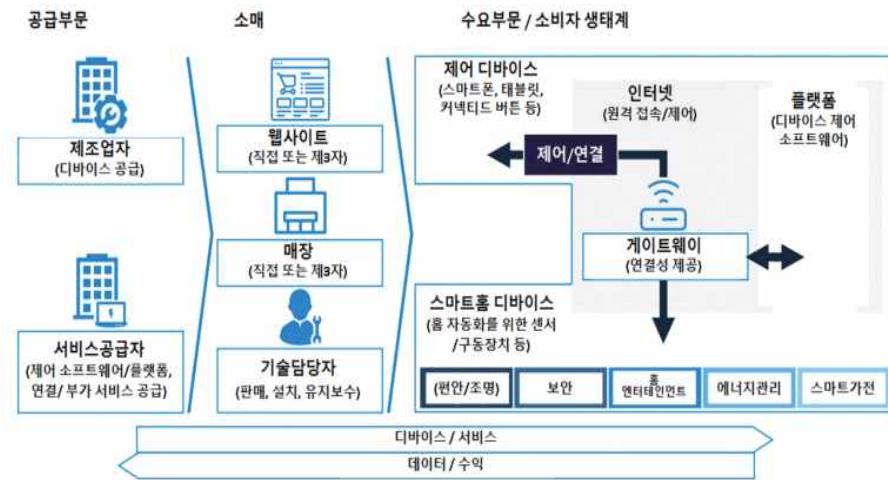 공급부문
소매
수요부문 / 소비자 생태계
제조업자
(디바이스 공급)
서비스공급자
(제어 소프트웨어/플랫폼,
연결/ 부가 서비스 공급)
웹사이트
(직접 또는 제3자)
매장
(직접 또는 제3자)
기술담당자
(판매, 설치, 유지보수)
제어 디바이스
(스마트폰, 태블릿,
커넥티드 버튼 등)
인터넷
(원격 접속/제어)
플랫폼
(디바이스 제어
소프트웨어)
제어/연결
게이트웨이
(연결성 제공)
스마트홈 디바이스
(홈 자동화를 위한 센서
/구동장치 등)
(편안/조명)
보안
홈
엔터테인먼트
에너지관리
스마트가전
디바이스 / 서비스
데이터 / 수익